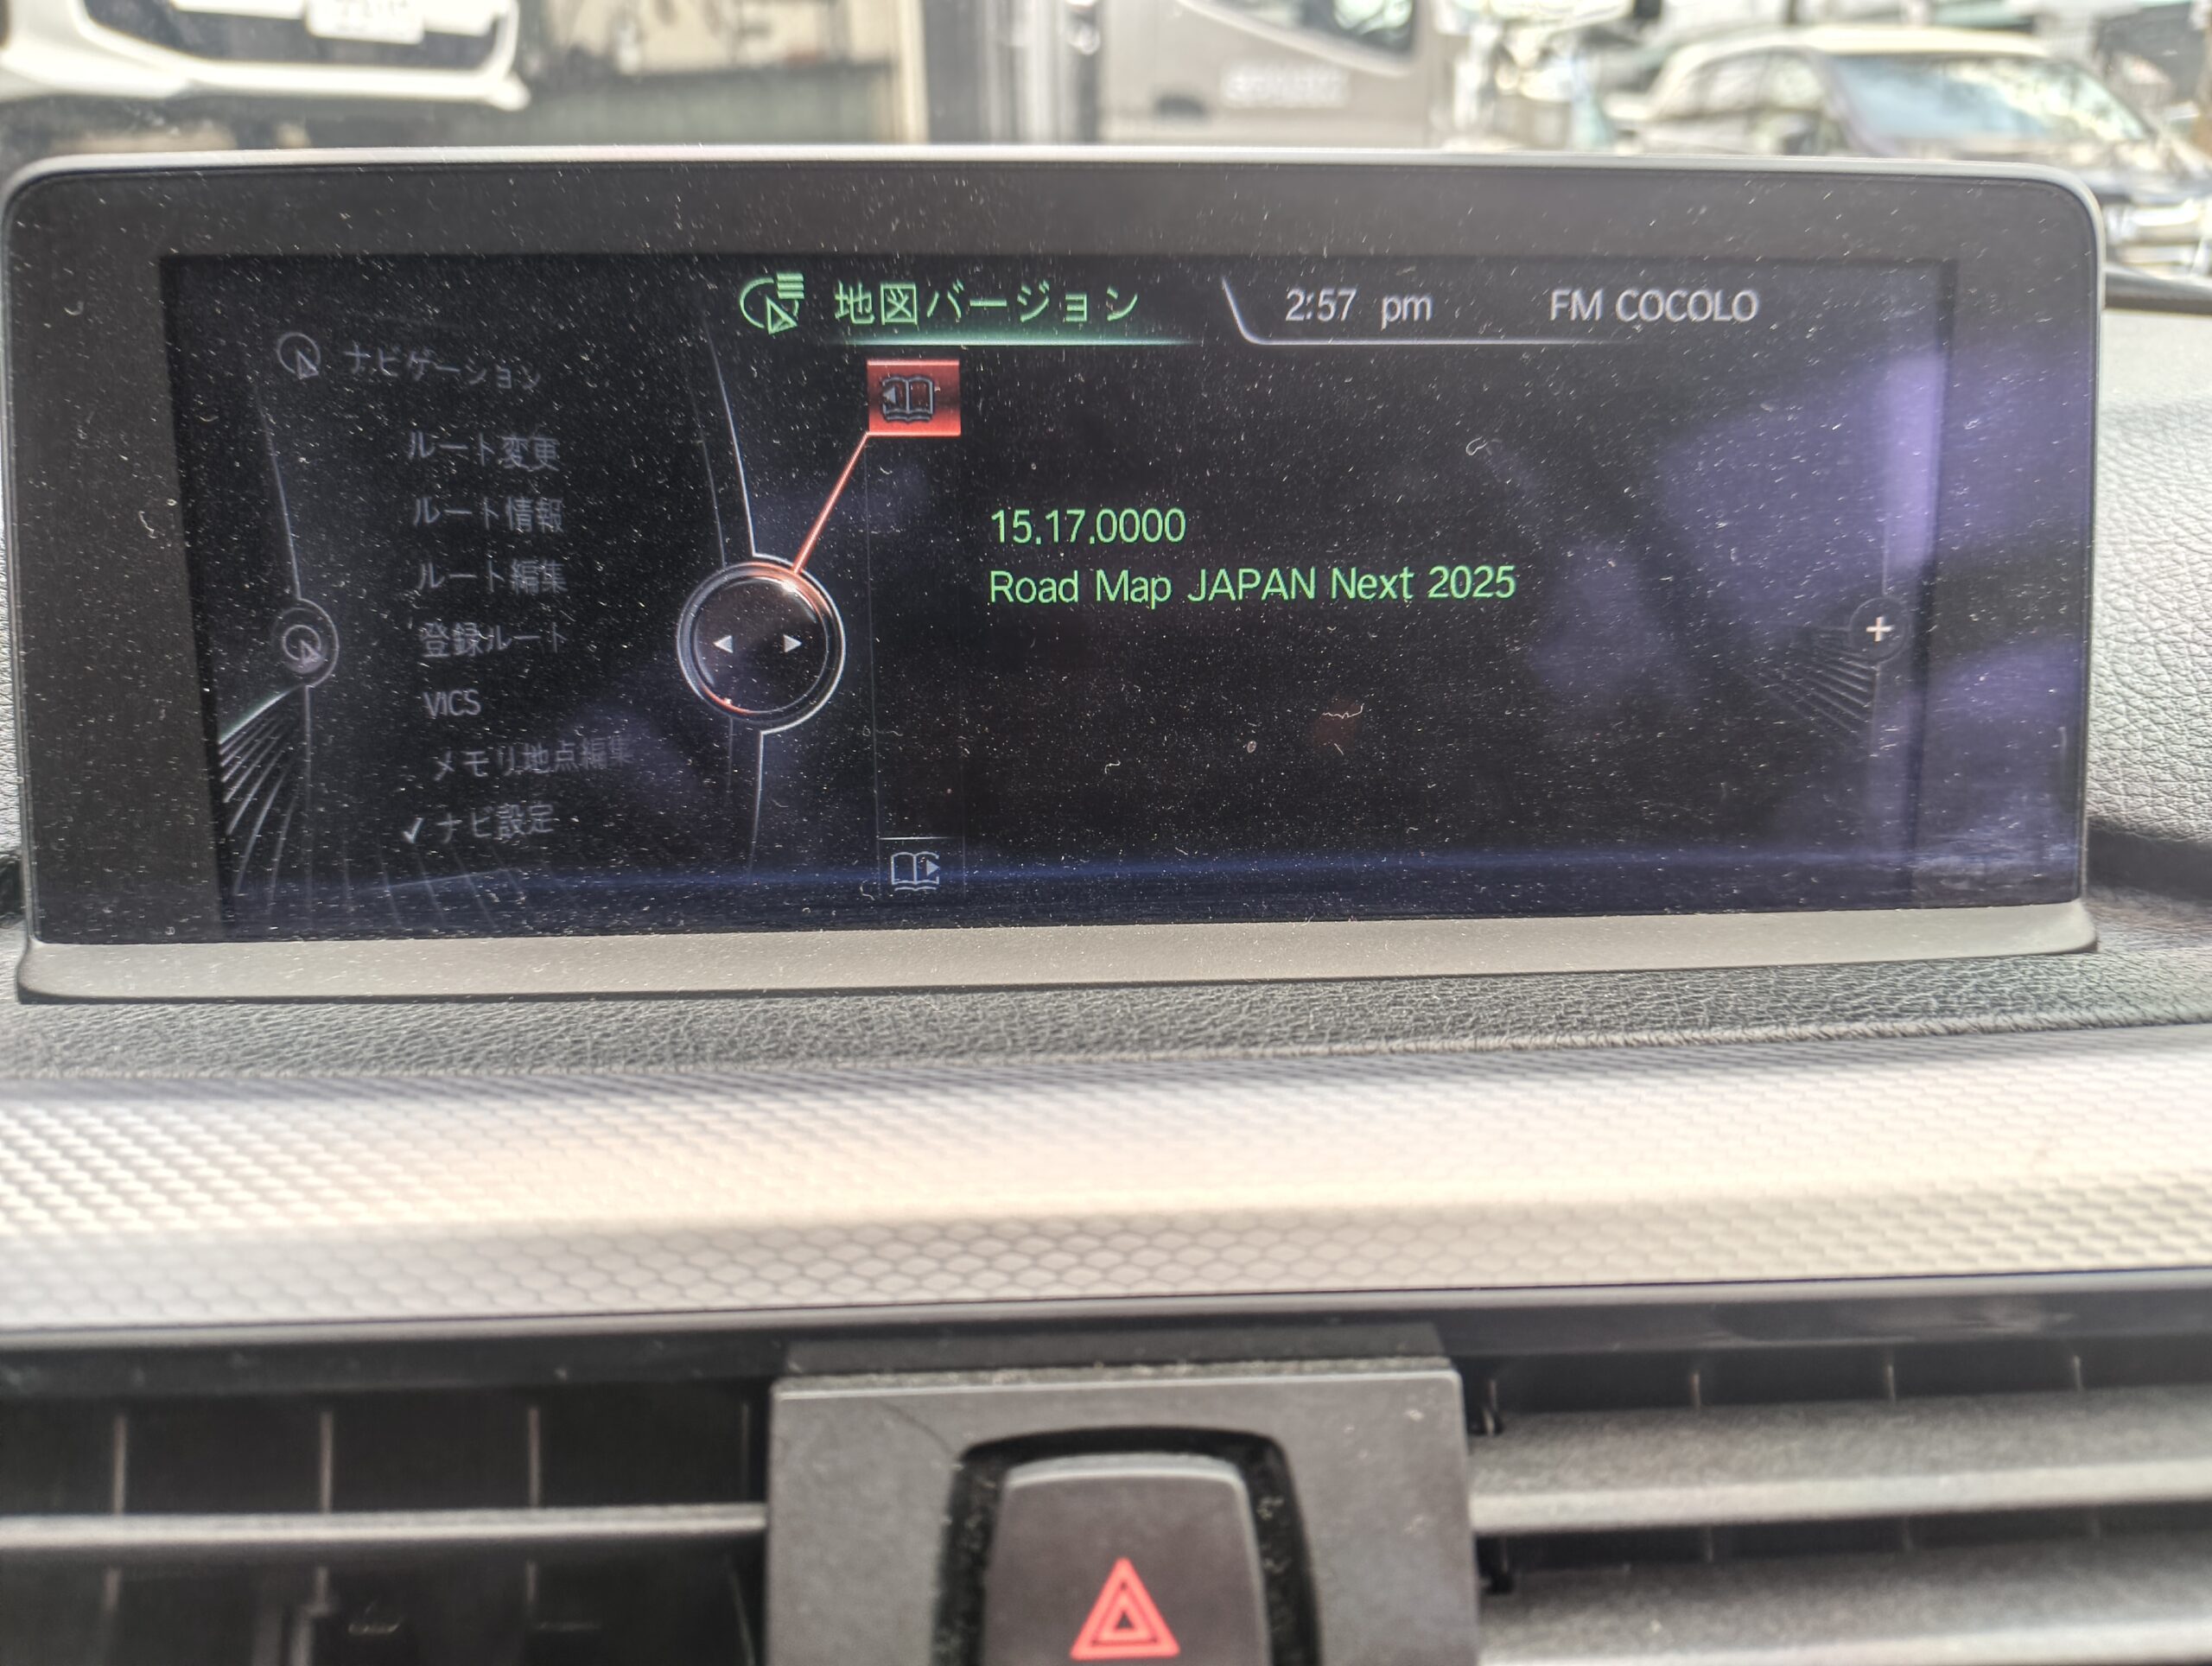 地図バージョン
2:57 pm
FM COCOLO
ナビゲーション
ルート変更
ルート情報
ルート編集
登録ルート
VICS
メモリ地点編集
ナビ設定
15.17.0000
Road Map JAPAN Next 2025